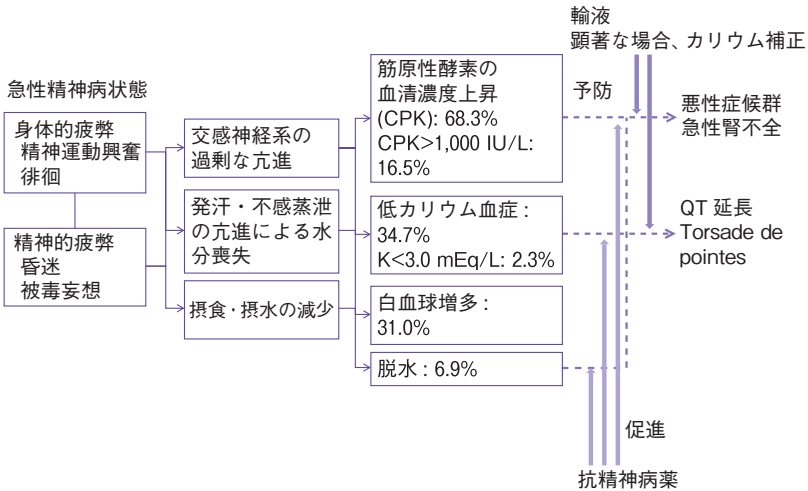 輸液
顕著な場合、カリウム補正
急性精神病状態
身体的疲弊
精神運動興奮
徘徊
精神的疲弊
昏迷
被毒妄想
交感神経系の
過剰な亢進
発汗・不感蒸泄
の亢進による水
分喪失
摂食・摂水の減少
筋原性酵素の
血清濃度上昇
(CPK): 68.3%
CPK>1,000 IU/L:
16.5%
低カリウム血症 :
34.7%
K<3.0 mEq/L: 2.3%
白血球増多 :
31.0%
脱水 : 6.9%
予防
悪性症候群
急性腎不全
QT 延長
Torsade de
pointes
促進
抗精神病薬